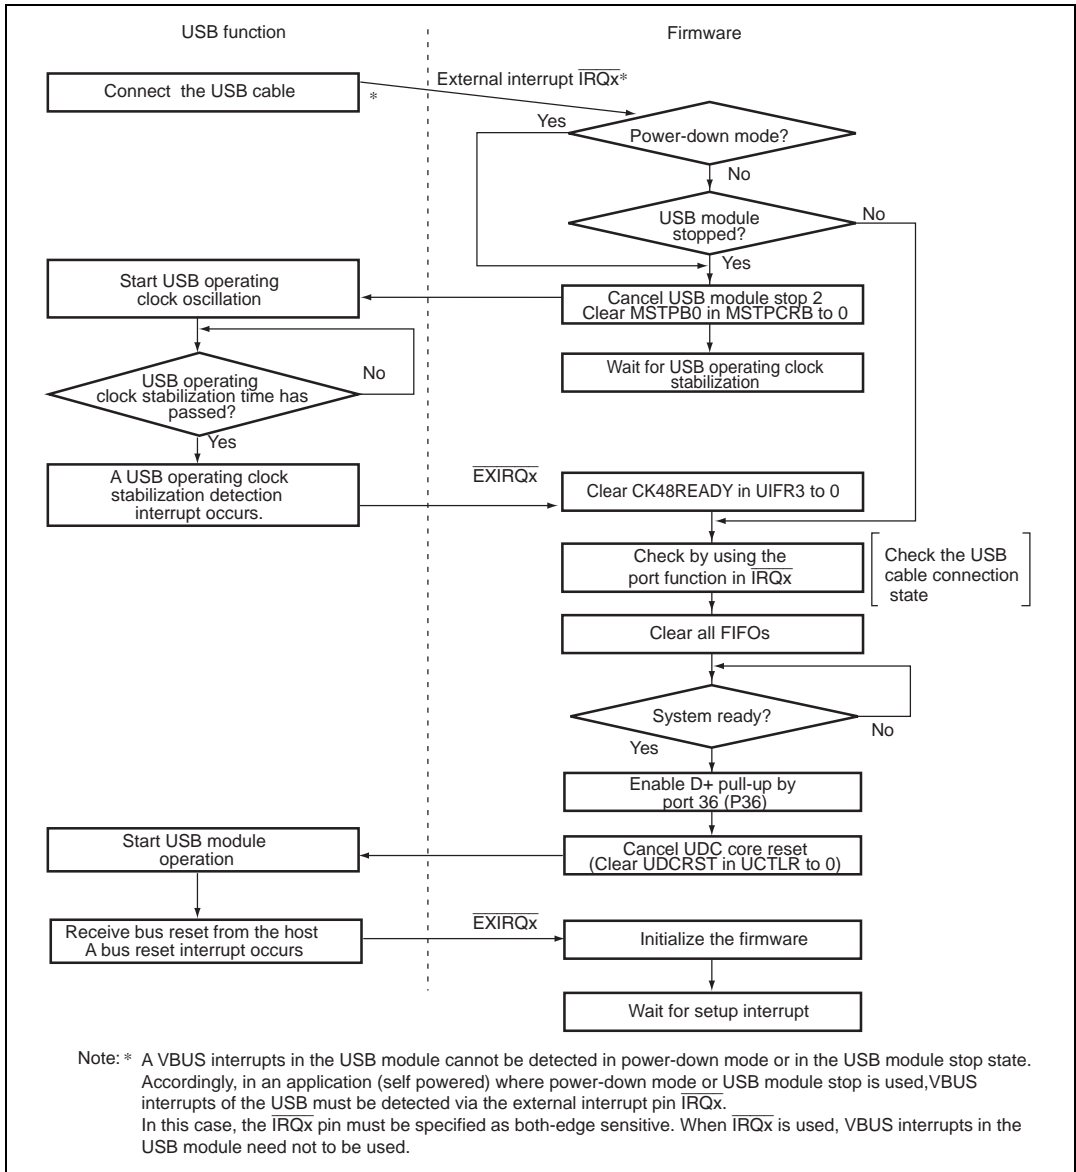 USB function
Firmware
Connect the USB cable
*
External interrupt IRQx*
Yes
Power-down mode?
No
USB module
stopped?
No
Yes
Start USB operating
clock oscillation
Cancel USB module stop 2
Clear MSTPB0 in MSTPCRB to 0
Wait for USB operating clock
stabilization
USB operating
clock stabilization time has
passed?
No
Yes
A USB operating clock
stabilization detection
interrupt occurs.
EXIRQx
Clear CK48READY in UIFR3 to 0
Check by using the
port function in IRQx
Check the USB
cable connection
state
Clear all FIFOs
System ready?
No
Yes
Enable D+ pull-up by
port 36 (P36)
Start USB module
operation
Cancel UDC core reset
(Clear UDCRST in UCTLR to 0)
Receive bus reset from the host
A bus reset interrupt occurs
EXIRQx
Initialize the firmware
Wait for setup interrupt
Note: * A VBUS interrupts in the USB module cannot be detected in power-down mode or in the USB module stop state.
Accordingly, in an application (self powered) where power-down mode or USB module stop is used,VBUS
interrupts of the USB must be detected via the external interrupt pin IRQx.
In this case, the IRQx pin must be specified as both-edge sensitive. When IRQx is used, VBUS interrupts in the
USB module need not to be used.